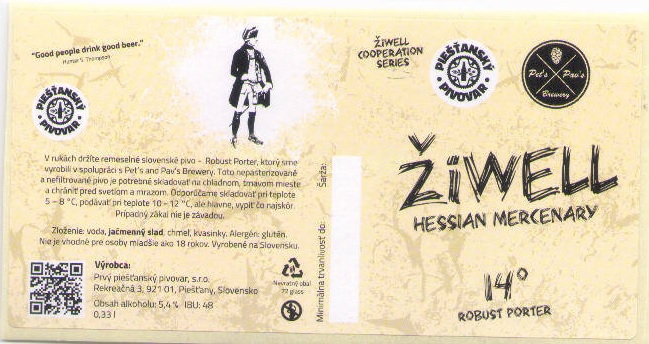 “Good people drink good beer.”
Hunter S. Thompson
PIEŠŤANSKÝ
PIVOVAR
V rukách držíte remeselné slovenské pivo - Robust Porter, ktorý sme
vyrobili v spolupráci s Pet's and Pav's Brewery. Toto nepasterizované
a nefiltrované pivo je potrebné skladovať na chladnom, tmavom mieste
a chrániť pred svetlom a mrazom. Odporúčame skladovať pri teplote
5 – 8 °C, podávať pri teplote 10 – 12 °C, ale hlavne, vypiť čo najskôr.
Prípadný zákal nie je závadou.
Zloženie: voda, jačmenný slad, chmeľ, kvasinky. Alergén: glutén.
Nie je vhodné pre osoby mladšie ako 18 rokov. Vyrobené na Slovensku.
Výrobca:
Prvý piešťanský pivovar, s.r.o.
Rekreačná 3, 921 01, Piešťany, Slovensko
Obsah alkoholu: 5,4 % IBU: 48
0,33 l
Nevratný obal
72 glass
Šarža:
Minimálna trvanlivosť do:
ŽIWELL
COOPERATION
SERIES
PIEŠŤANSKÝ
PIVOVAR
Pet's Pav's
Brewery
ŽiWELL
HESSIAN MERCENARY
14°
ROBUST PORTER